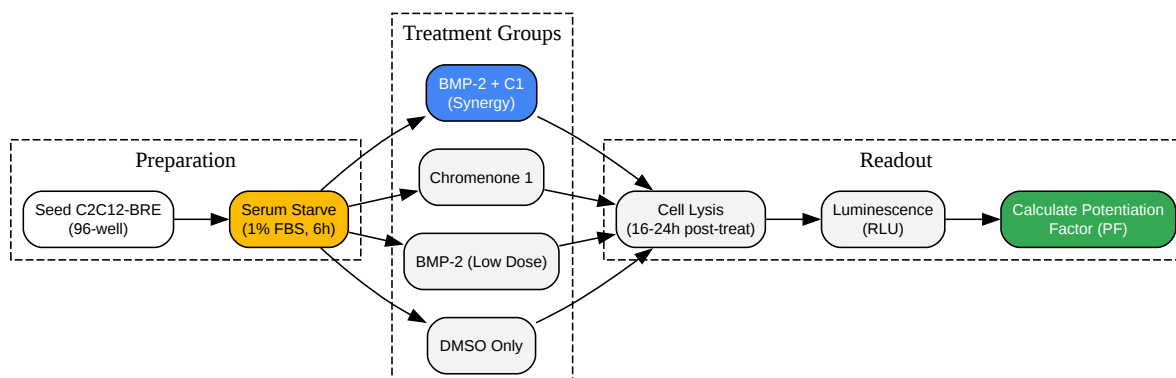 Preparation
Seed C2C12-BRE
(96-well)
Serum Starve
(1% FBS, 6h)
Treatment Groups
BMP-2 + C1
(Synergy)
Chromenone 1
BMP-2 (Low Dose)
DMSO Only
Readout
Cell Lysis
(16-24h post-treat)
Luminescence
(RLU)
Calculate Potentiation
Factor (PF)